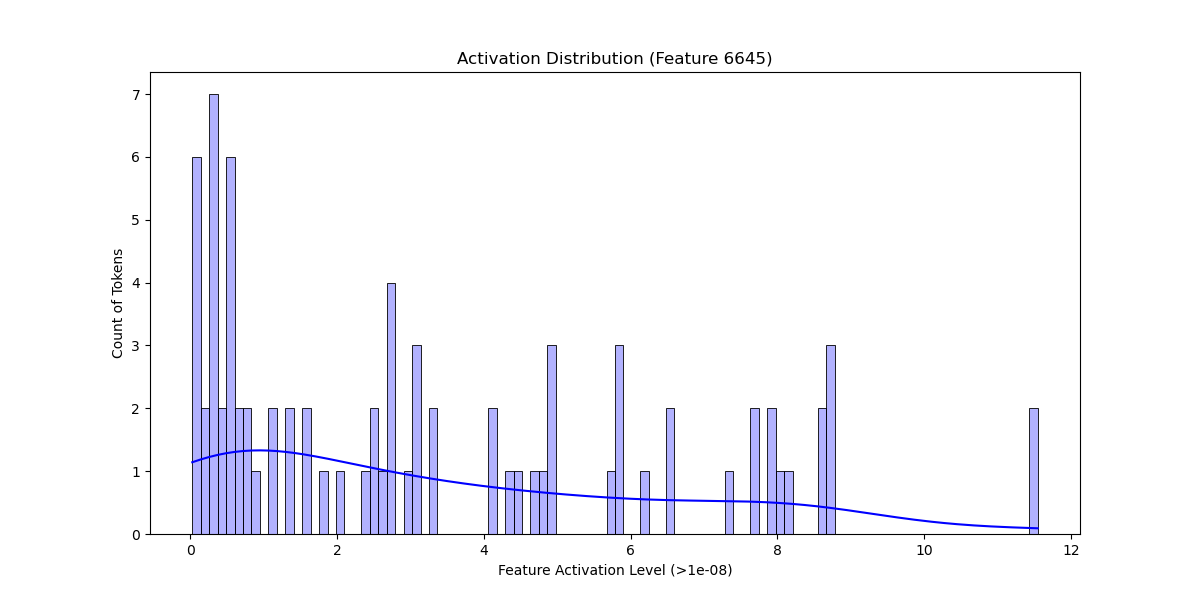 Activation Distribution (Feature 6645)
Count of Tokens
7
6
5
4
3
2
1
0
0 2 4 6 8 10 12
Feature Activation Level (>1e-08)